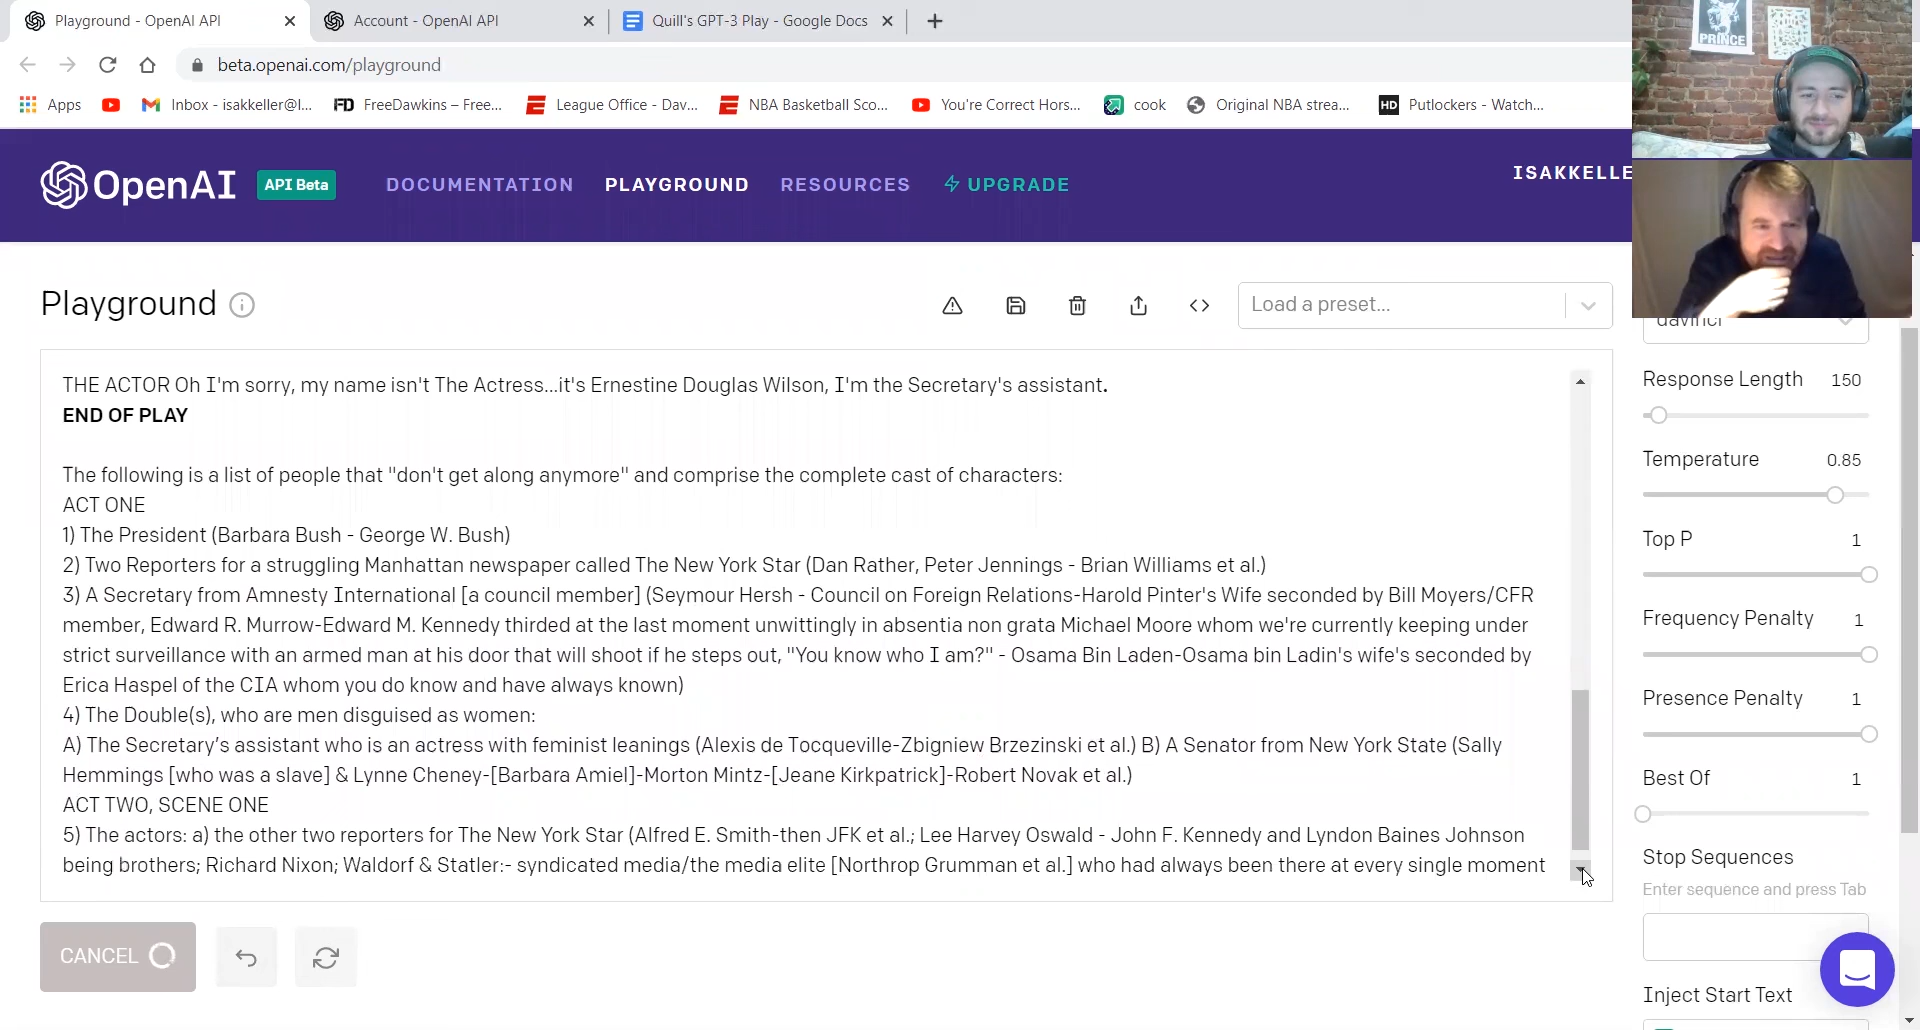 Playground - OpenAI API
Account - OpenAI API
Quill's GPT-3 Play - Google Docs
beta.openai.com/playground
Apps
Inbox - isakkeller@l...
FD FreeDawkins – Free...
League Office - Dav...
NBA Basketball Sco...
You're Correct Hors...
cook
Original NBA strea...
HD Putlockers - Watch...
PRINCE
OpenAI
API Beta
DOCUMENTATION
PLAYGROUND
RESOURCES
UPGRADE
ISAKKELLE
Playground
Load a preset...
davinci
THE ACTOR Oh I'm sorry, my name isn't The Actress...it's Ernestine Douglas Wilson, I'm the Secretary's assistant.
END OF PLAY
The following is a list of people that "don't get along anymore" and comprise the complete cast of characters:
ACT ONE
1) The President (Barbara Bush - George W. Bush)
2) Two Reporters for a struggling Manhattan newspaper called The New York Star (Dan Rather, Peter Jennings - Brian Williams et al.)
3) A Secretary from Amnesty International [a council member] (Seymour Hersh - Council on Foreign Relations-Harold Pinter's Wife seconded by Bill Moyers/CFR
member, Edward R. Murrow-Edward M. Kennedy thirded at the last moment unwittingly in absentia non grata Michael Moore whom we're currently keeping under
strict surveillance with an armed man at his door that will shoot if he steps out, "You know who I am?" - Osama Bin Laden-Osama bin Ladin's wife's seconded by
Erica Haspel of the CIA whom you do know and have always known)
4) The Double(s), who are men disguised as women:
A) The Secretary’s assistant who is an actress with feminist leanings (Alexis de Tocqueville-Zbigniew Brzezinski et al.) B) A Senator from New York State (Sally
Hemmings [who was a slave] & Lynne Cheney-[Barbara Amiel]-Morton Mintz-[Jeane Kirkpatrick]-Robert Novak et al.)
ACT TWO, SCENE ONE
5) The actors: a) the other two reporters for The New York Star (Alfred E. Smith-then JFK et al.; Lee Harvey Oswald - John F. Kennedy and Lyndon Baines Johnson
being brothers; Richard Nixon; Waldorf & Statler:- syndicated media/the media elite [Northrop Grumman et al.] who had always been there at every single moment
CANCEL
Response Length 150
Temperature 0.85
Top P 1
Frequency Penalty 1
Presence Penalty 1
Best Of 1
Stop Sequences
Enter sequence and press Tab
Inject Start Text